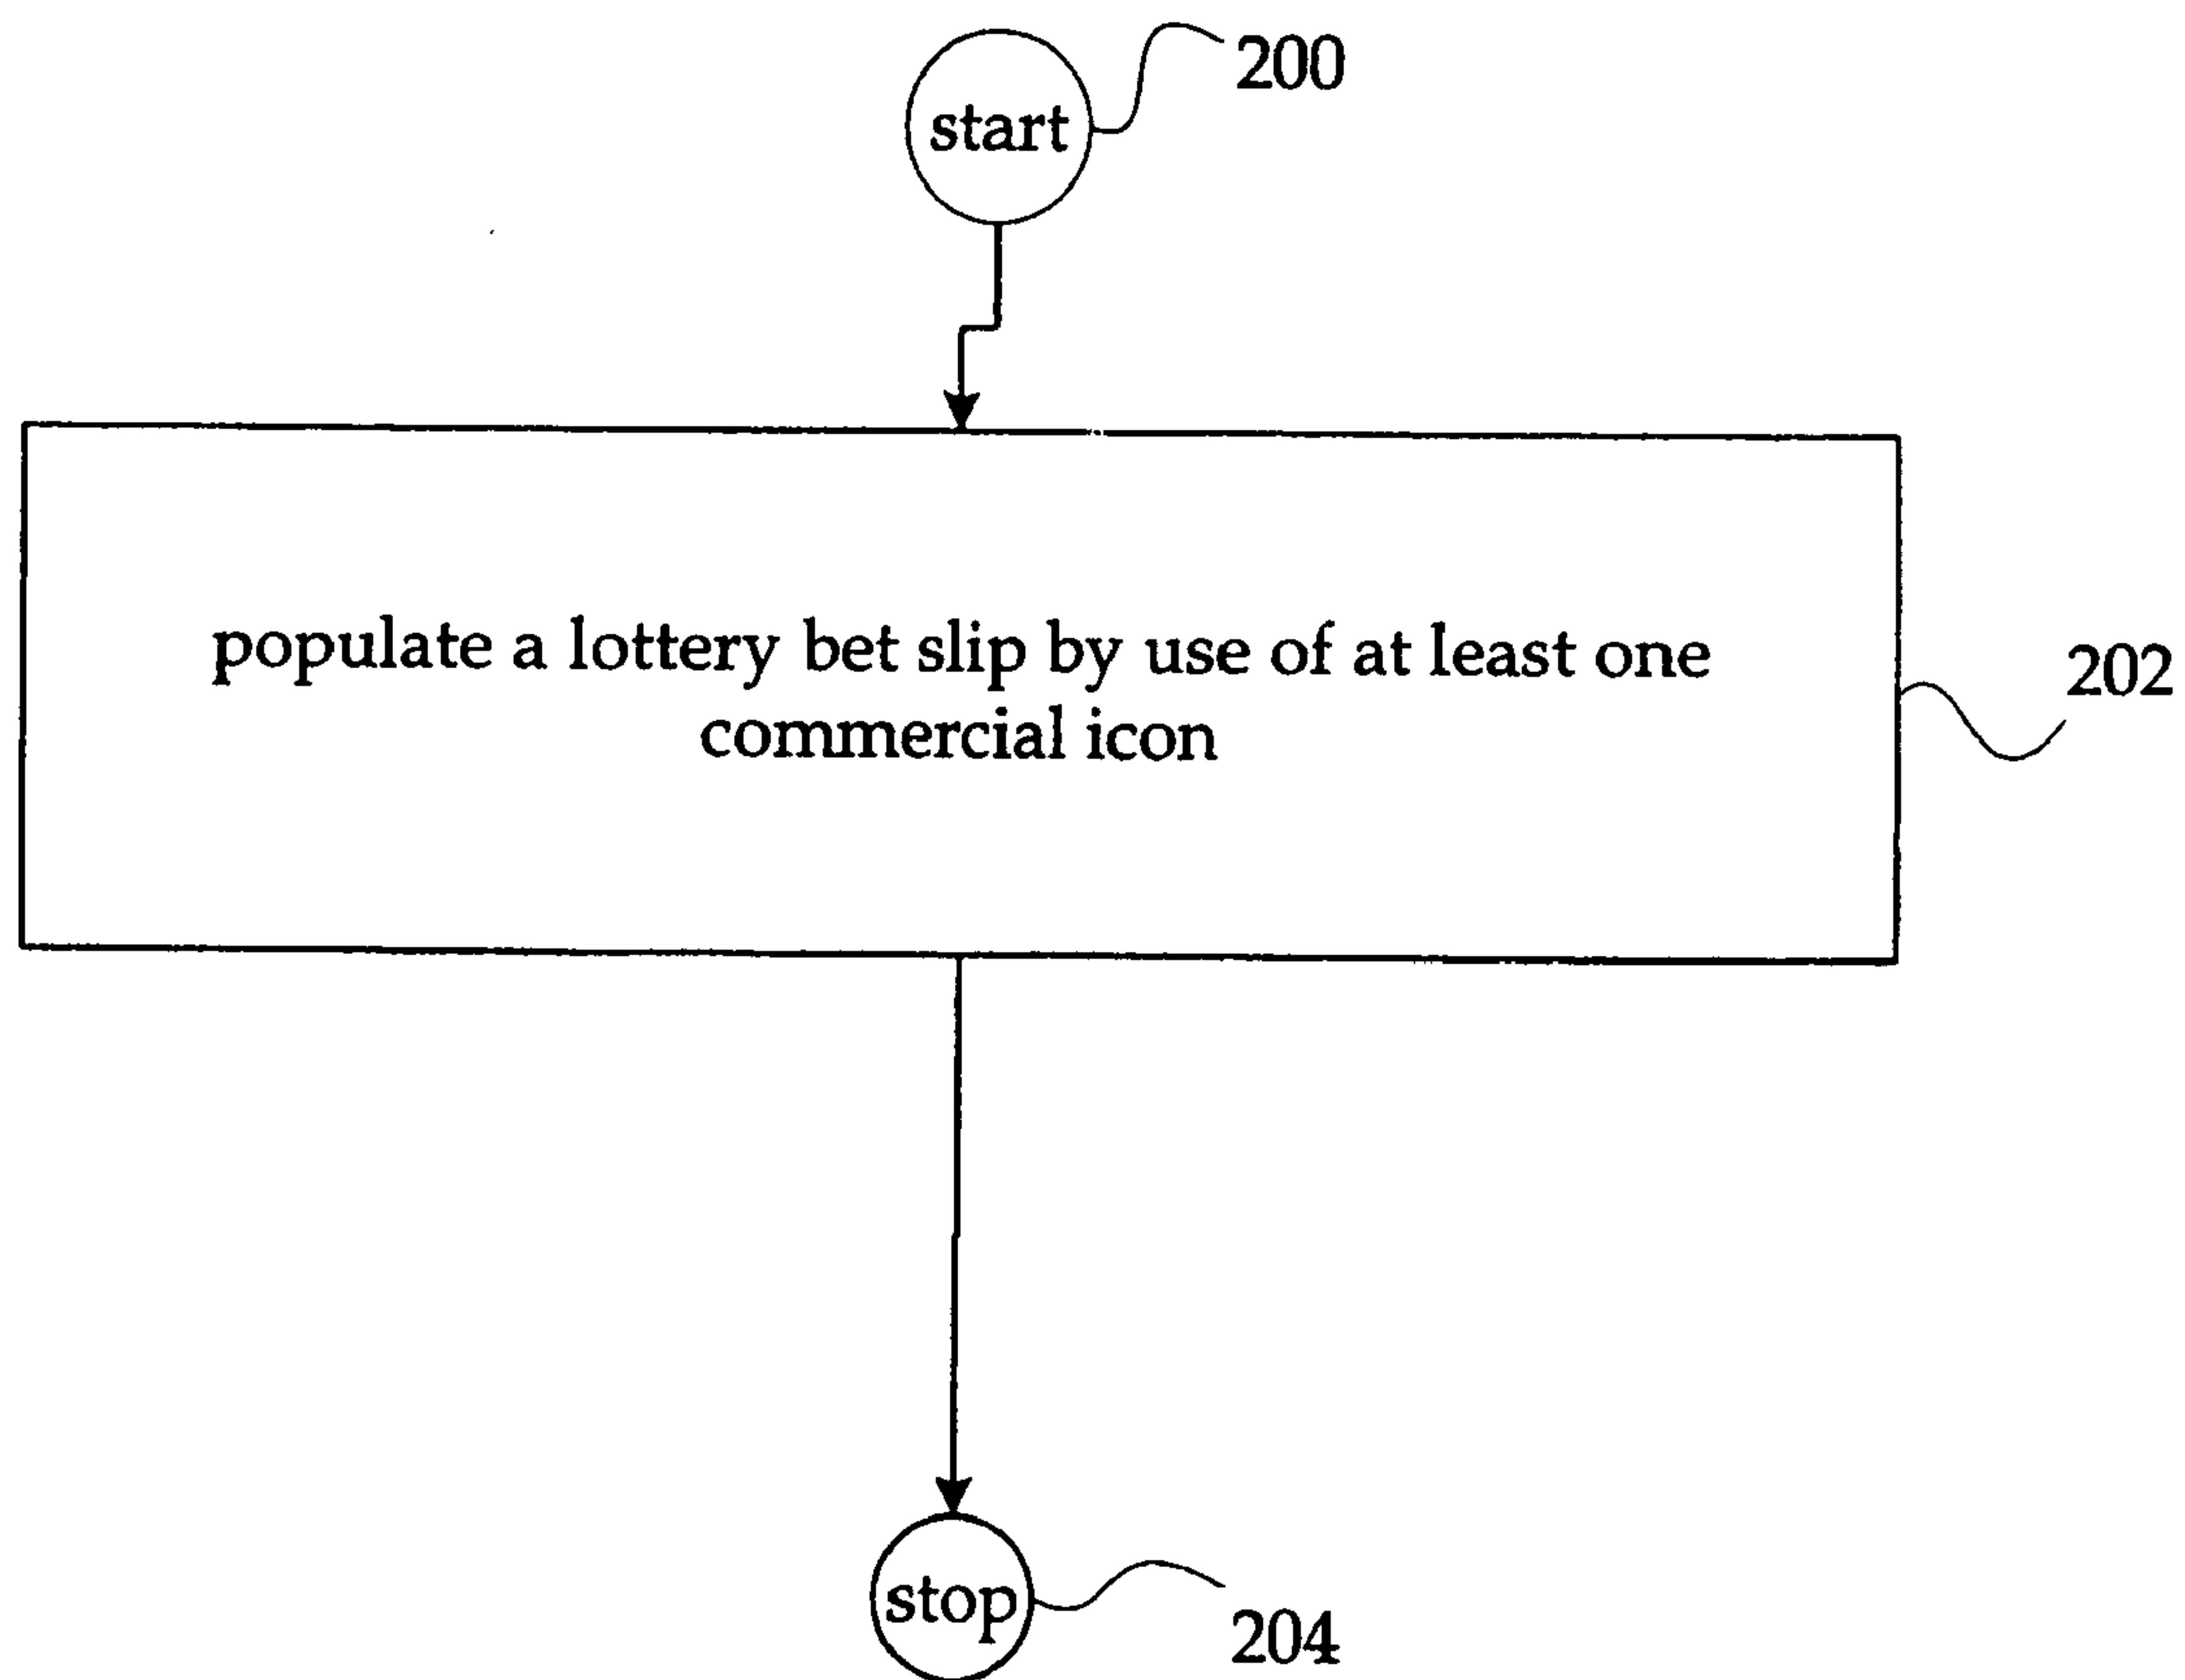 start
200
populate a lottery bet slip by use of at least one
commercial icon
202
stop
204